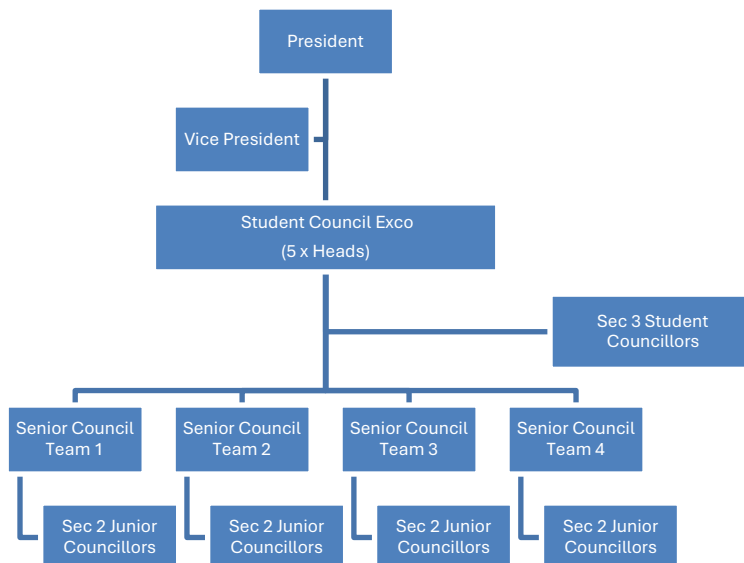 President
Vice President
Student Council Exco
(5 x Heads)
Sec 3 Student
Councillors
Senior Council
Team 1
Senior Council
Team 2
Senior Council
Team 3
Senior Council
Team 4
Sec 2 Junior
Councillors
Sec 2 Junior
Councillors
Sec 2 Junior
Councillors
Sec 2 Junior
Councillors